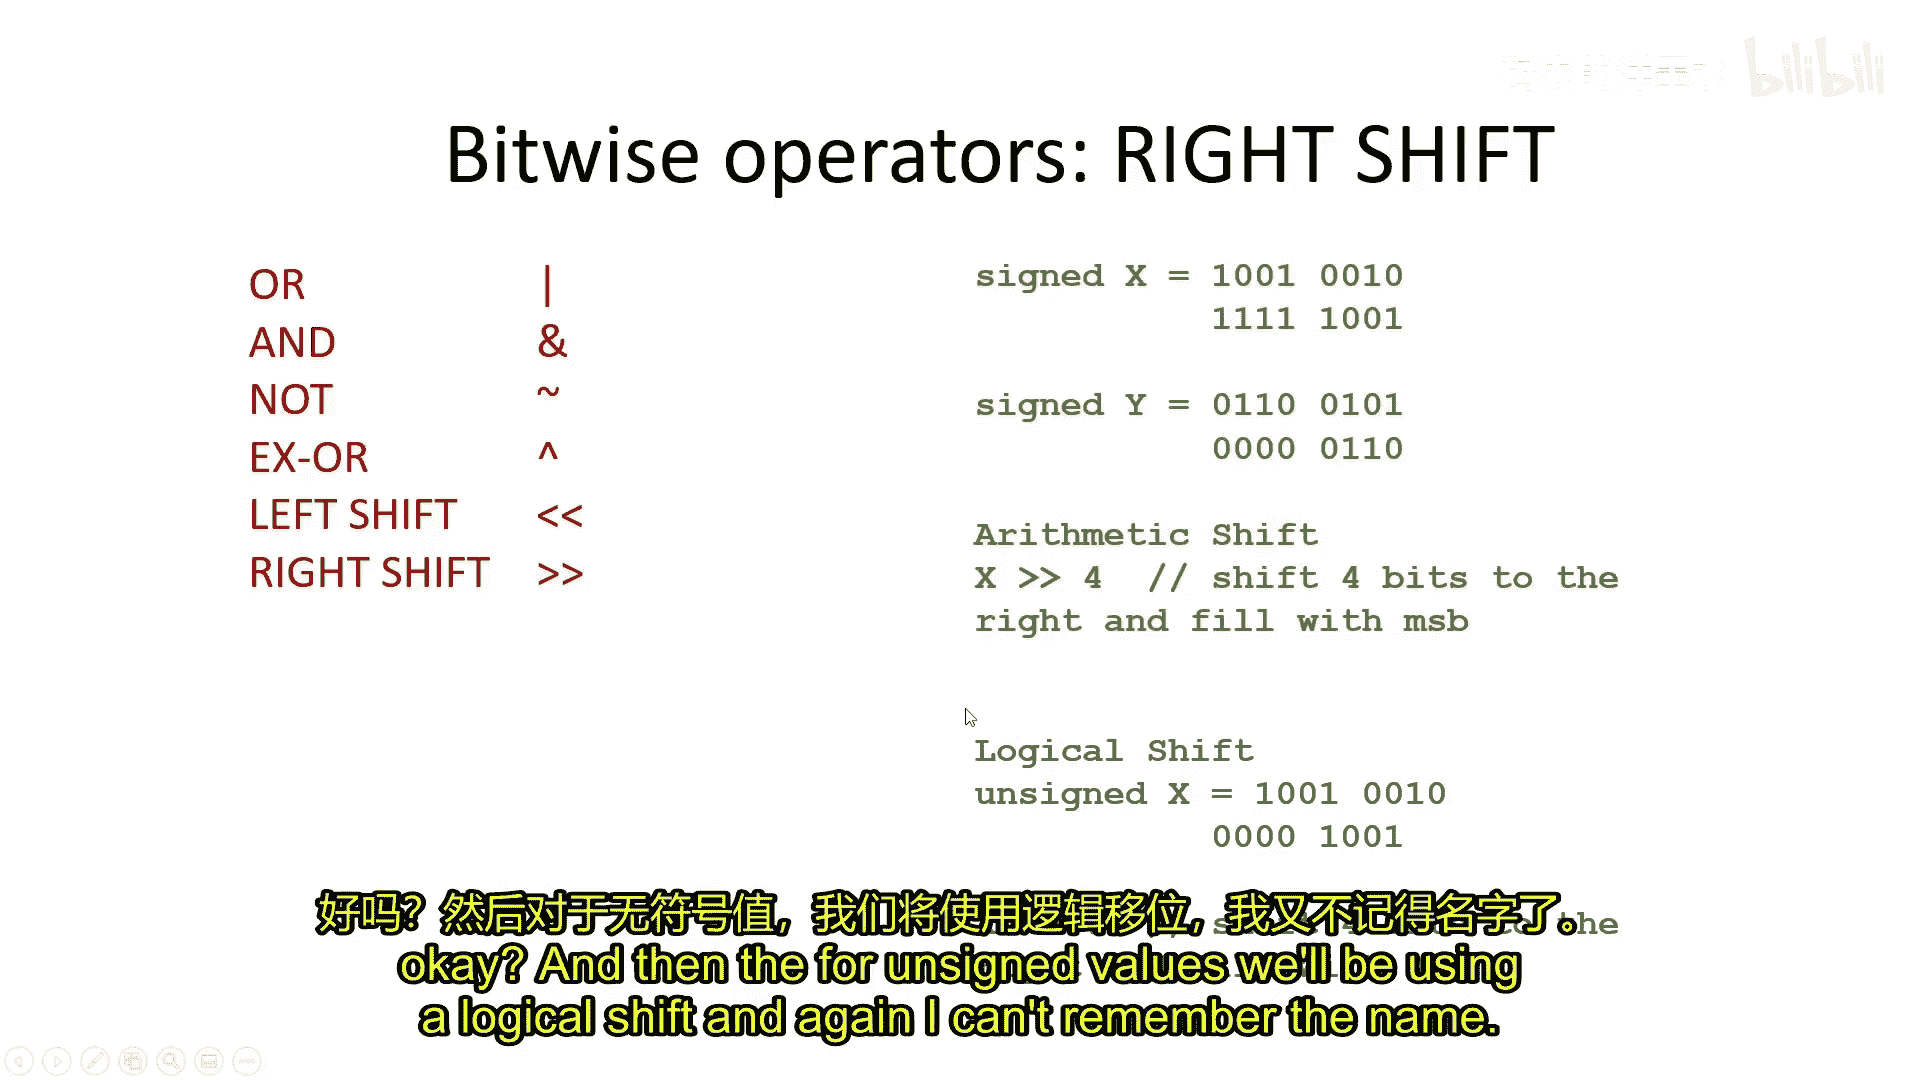 bilibili
Bitwise operators: RIGHT SHIFT
OR |
AND &
NOT ~
EX-OR ^
LEFT SHIFT <<
RIGHT SHIFT >>
signed X = 1001 0010
1111 1001
signed Y = 0110 0101
0000 0110
Arithmetic Shift
X >> 4 // shift 4 bits to the
right and fill with msb
Logical Shift
unsigned X = 1001 0010
0000 1001
the
好吗？然后对于无符号值，我们将使用逻辑移位，我又不记得名字了。
okay? And then the for unsigned values we'll be using
a logical shift and again I can't remember the name.